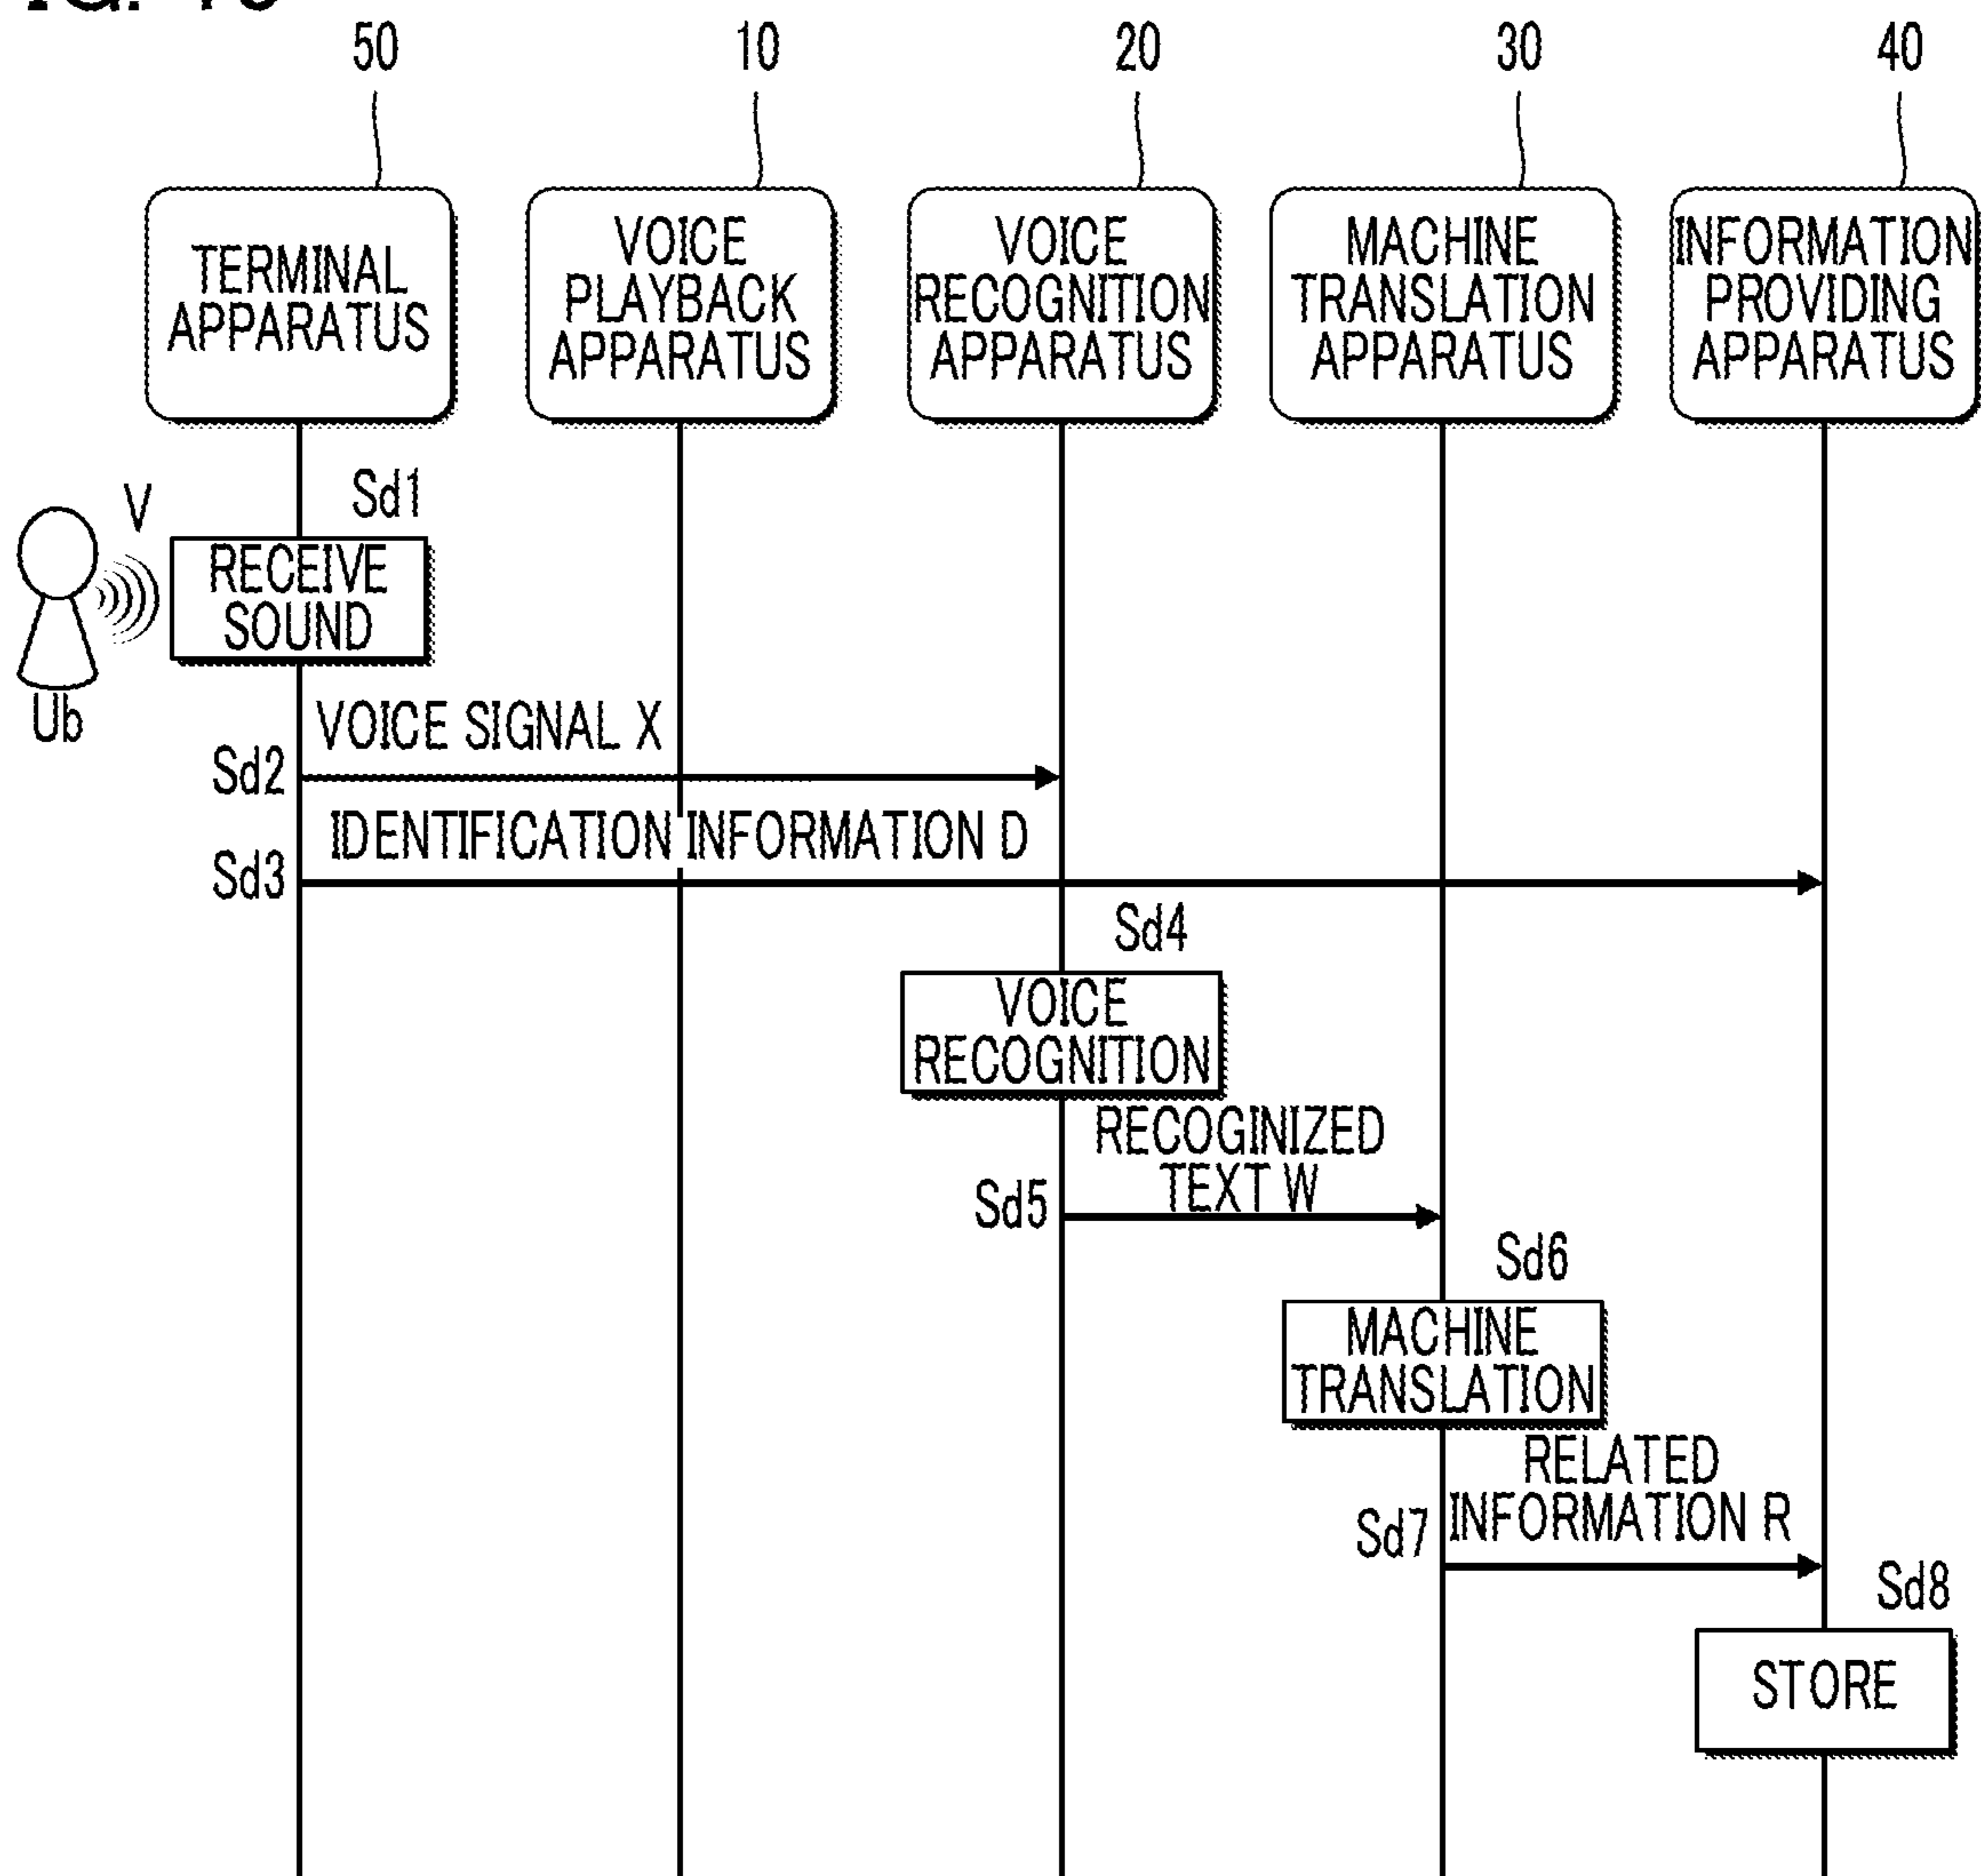 50 10 20 30 40
TERMINAL
APPARATUS
VOICE
PLAYBACK
APPARATUS
VOICE
RECOGNITION
APPARATUS
MACHINE
TRANSLATION
APPARATUS
INFORMATION
PROVIDING
APPARATUS
V
Sd1
RECEIVE
SOUND
Ub
VOICE SIGNAL X
Sd2
IDENTIFICATION INFORMATION D
Sd3
Sd4
VOICE
RECOGNITION
RECOGINIZED
TEXT W
Sd5
Sd6
MACHINE
TRANSLATION
RELATED
INFORMATION R
Sd7
Sd8
STORE